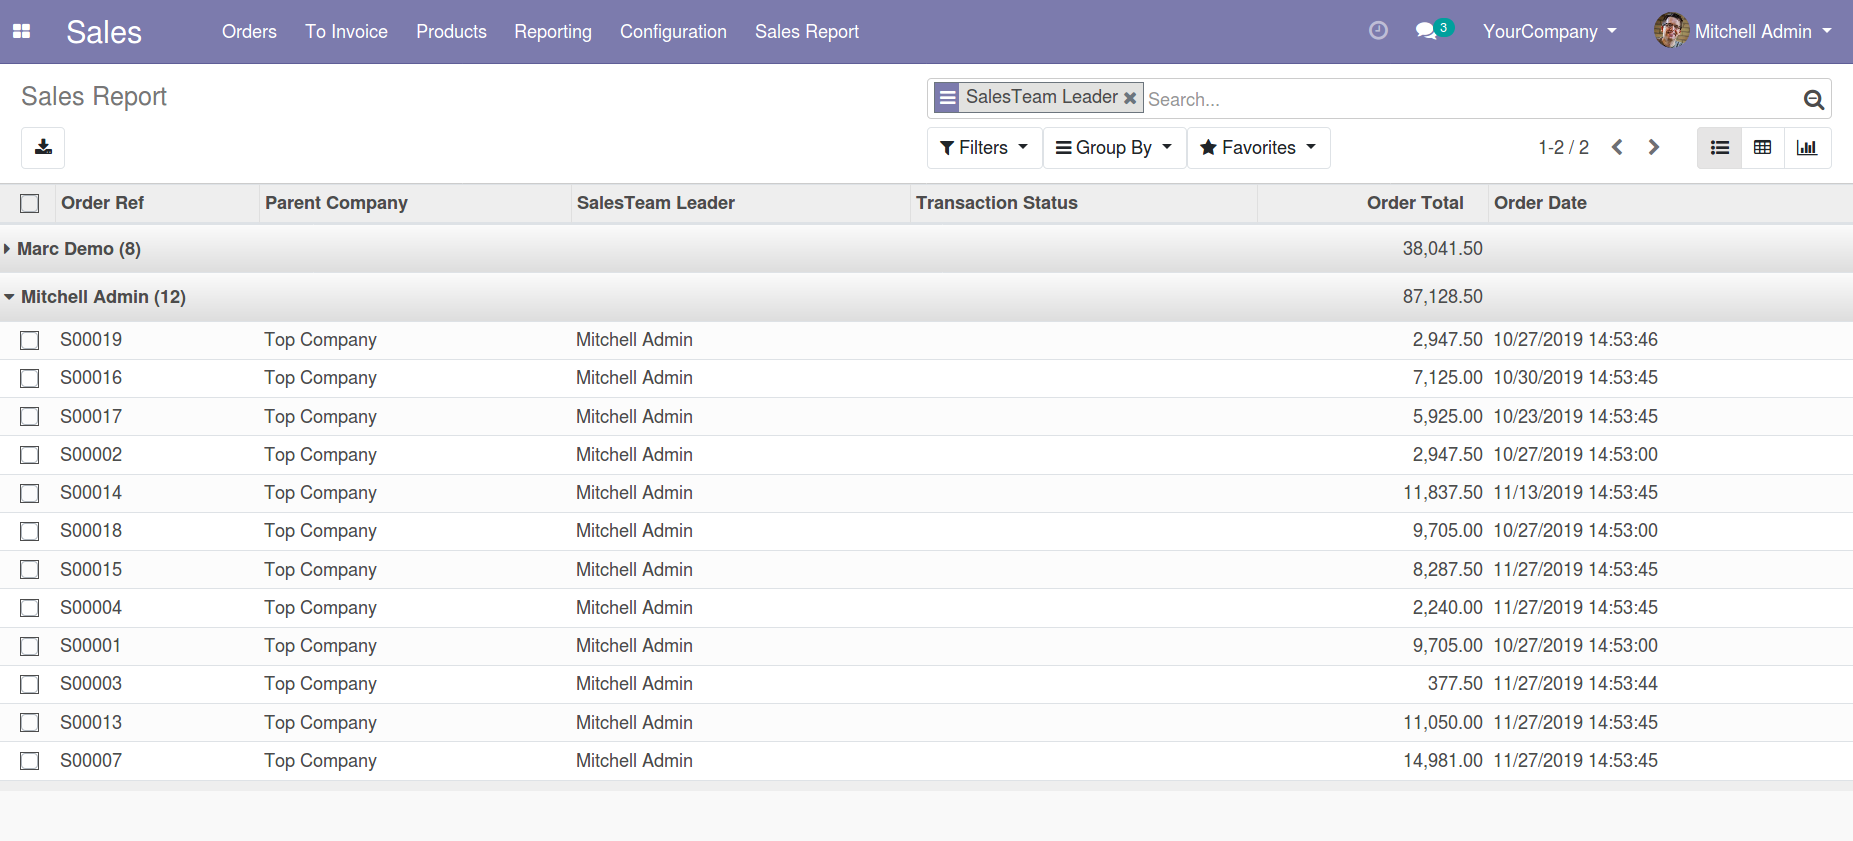 Sales Orders To Invoice Products Reporting Configuration Sales Report 3 YourCompany Mitchell Admin
Sales Report
SalesTeam Leader Search...
Filters Group By Favorites 1-2 / 2
Order Ref Parent Company SalesTeam Leader Transaction Status Order Total Order Date
Marc Demo (8) 38,041.50
Mitchell Admin (12) 87,128.50
S00019 Top Company Mitchell Admin 2,947.50 10/27/2019 14:53:46
S00016 Top Company Mitchell Admin 7,125.00 10/30/2019 14:53:45
S00017 Top Company Mitchell Admin 5,925.00 10/23/2019 14:53:45
S00002 Top Company Mitchell Admin 2,947.50 10/27/2019 14:53:00
S00014 Top Company Mitchell Admin 11,837.50 11/13/2019 14:53:45
S00018 Top Company Mitchell Admin 9,705.00 10/27/2019 14:53:00
S00015 Top Company Mitchell Admin 8,287.50 11/27/2019 14:53:45
S00004 Top Company Mitchell Admin 2,240.00 11/27/2019 14:53:45
S00001 Top Company Mitchell Admin 9,705.00 10/27/2019 14:53:00
S00003 Top Company Mitchell Admin 377.50 11/27/2019 14:53:44
S00013 Top Company Mitchell Admin 11,050.00 11/27/2019 14:53:45
S00007 Top Company Mitchell Admin 14,981.00 11/27/2019 14:53:45